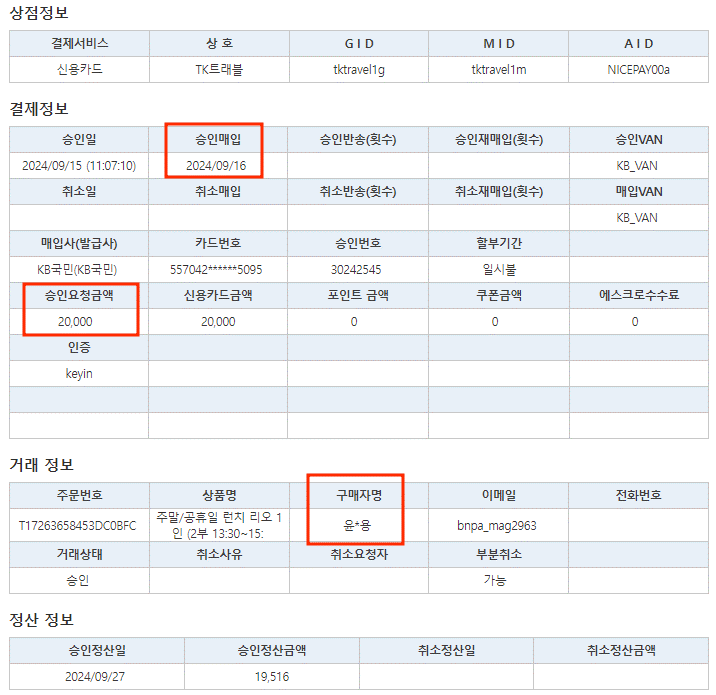 상점정보
결제서비스 상 호 G I D M I D A I D
신용카드 TK트래블 tktravel1g tktravel1m NICEPAY00a
결제정보
승인일 승인매입 승인반송(횟수) 승인재매입(횟수) 승인VAN
2024/09/15 (11:07:10) 2024/09/16 KB_VAN
취소일 취소매입 취소반송(횟수) 취소재매입(횟수) 매입VAN
KB_VAN
매입사(발급사) 카드번호 승인번호 할부기간
KB국민(KB국민) 557042******5095 30242545 일시불
승인요청금액 신용카드금액 포인트 금액 쿠폰금액 에스크로수수료
20,000 20,000 0 0 0
인증
keyin
거래 정보
주문번호 상품명 구매자명 이메일 전화번호
T17263658453DC0BFC 주말/공휴일 런치 리오 1
인 (2부 13:30~15: 윤*용 bnpa_mag2963
거래상태 취소사유 취소요청자 부분취소
승인 가능
정산 정보
승인정산일 승인정산금액 취소정산일 취소정산금액
2024/09/27 19,516